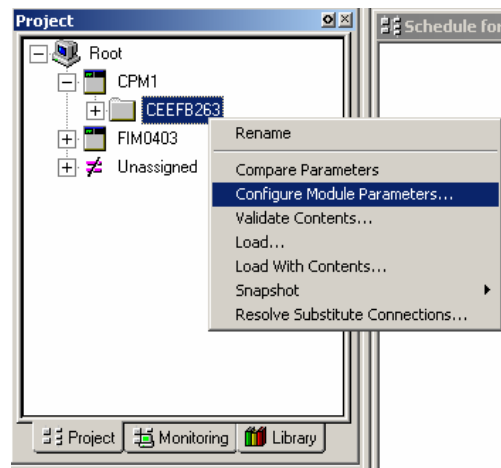 Project
Schedule for
Root
CPM1
CEEFB263
FIM0403
Unassigned
Rename
Compare Parameters
Configure Module Parameters...
Validate Contents...
Load...
Load With Contents...
Snapshot
Resolve Substitute Connections...
Project
Monitoring
Library